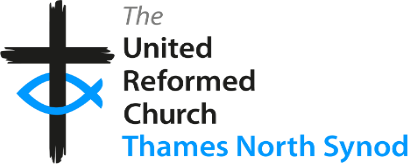 The
United
Reformed
Church
Thames North Synod